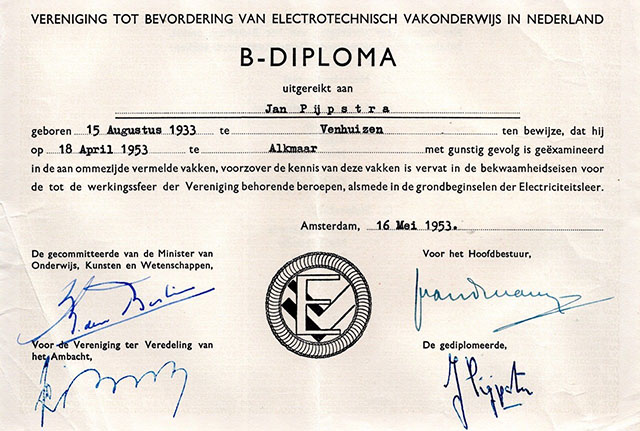 VERENIGING TOT BEVORDERING VAN ELECTROTECHNISCH VAKONDERWIJS IN NEDERLAND
B-DIPLOMA
uitgereikt aan
Jan Pijpstra
geboren 15 Augustus 1933 te Venhuizen ten bewijze, dat hij
op 18 April 1953 te Alkmaar met gunstig gevolg is geëxamineerd
in de aan ommezijde vermelde vakken, voorzover de kennis van deze vakken is vervat in de bekwaamheidseisen voor
de tot de werkingssfeer der Vereniging behorende beroepen, alsmede in de grondbeginselen der Electriciteitsleer.
Amsterdam, 16 Mei 1953.
De gecommitteerde van de Minister van
Onderwijs, Kunsten en Wetenschappen,
Voor het Hoofdbestuur,
Voor de Vereniging ter Veredeling van
het Ambacht,
De gediplomeerde,
J Pijpstra